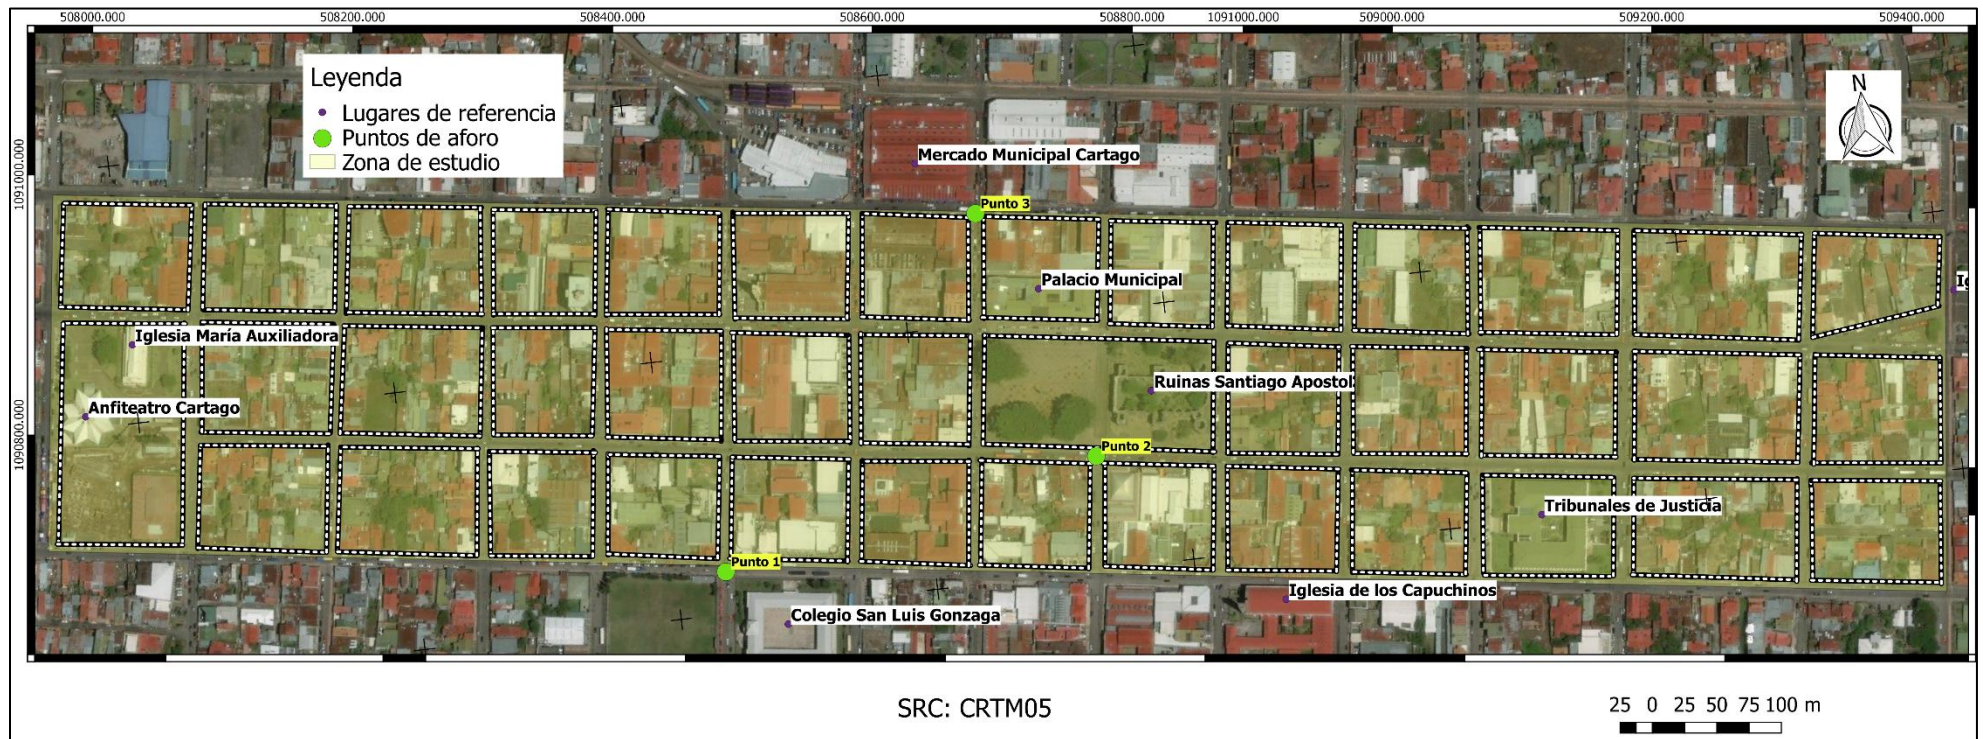 508000.000 508200.000 508400.000 508600.000 508800.000 1091000.000 509000.000 509200.000 509400.000
Leyenda
Lugares de referencia
Puntos de aforo
Zona de estudio
N
1091000.000
Mercado Municipal Cartago
Punto 3
Palacio Municipal
Ig
Iglesia María Auxiliadora
Ruinas Santiago Apostol
Anfiteatro Cartago
1090800.000
Punto 2
Tribunales de Justicia
Punto 1
Iglesia de los Capuchinos
Colegio San Luis Gonzaga
SRC: CRTM05
25 0 25 50 75 100 m